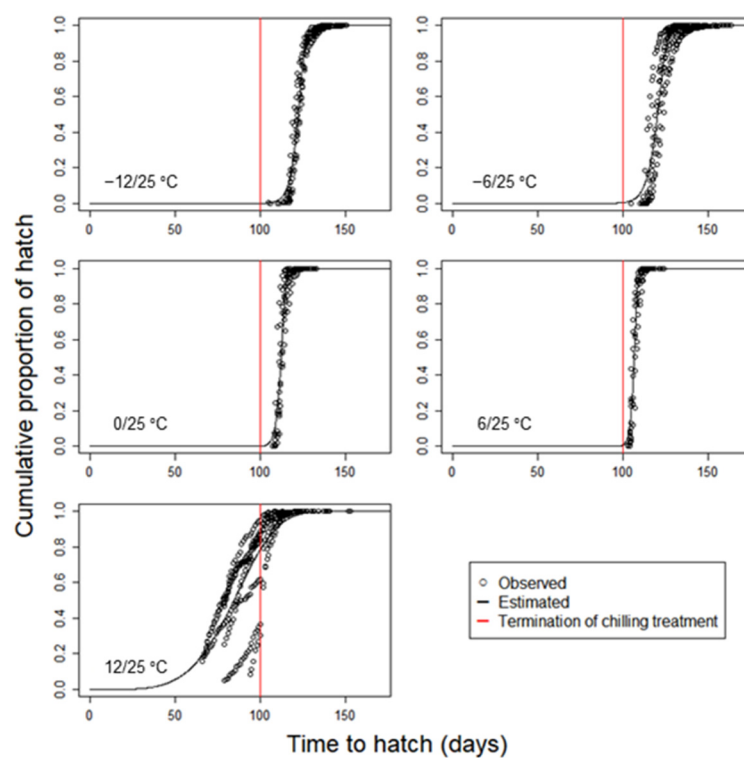 Cumulative proportion of hatch
1.0
0.8
0.6
0.4
0.2
0.0
−12/25 °C
0 50 100 150
1.0
0.8
0.6
0.4
0.2
0.0
−6/25 °C
0 50 100 150
1.0
0.8
0.6
0.4
0.2
0.0
0/25 °C
0 50 100 150
1.0
0.8
0.6
0.4
0.2
0.0
6/25 °C
0 50 100 150
1.0
0.8
0.6
0.4
0.2
0.0
12/25 °C
0 50 100 150
Observed
Estimated
Termination of chilling treatment
Time to hatch (days)